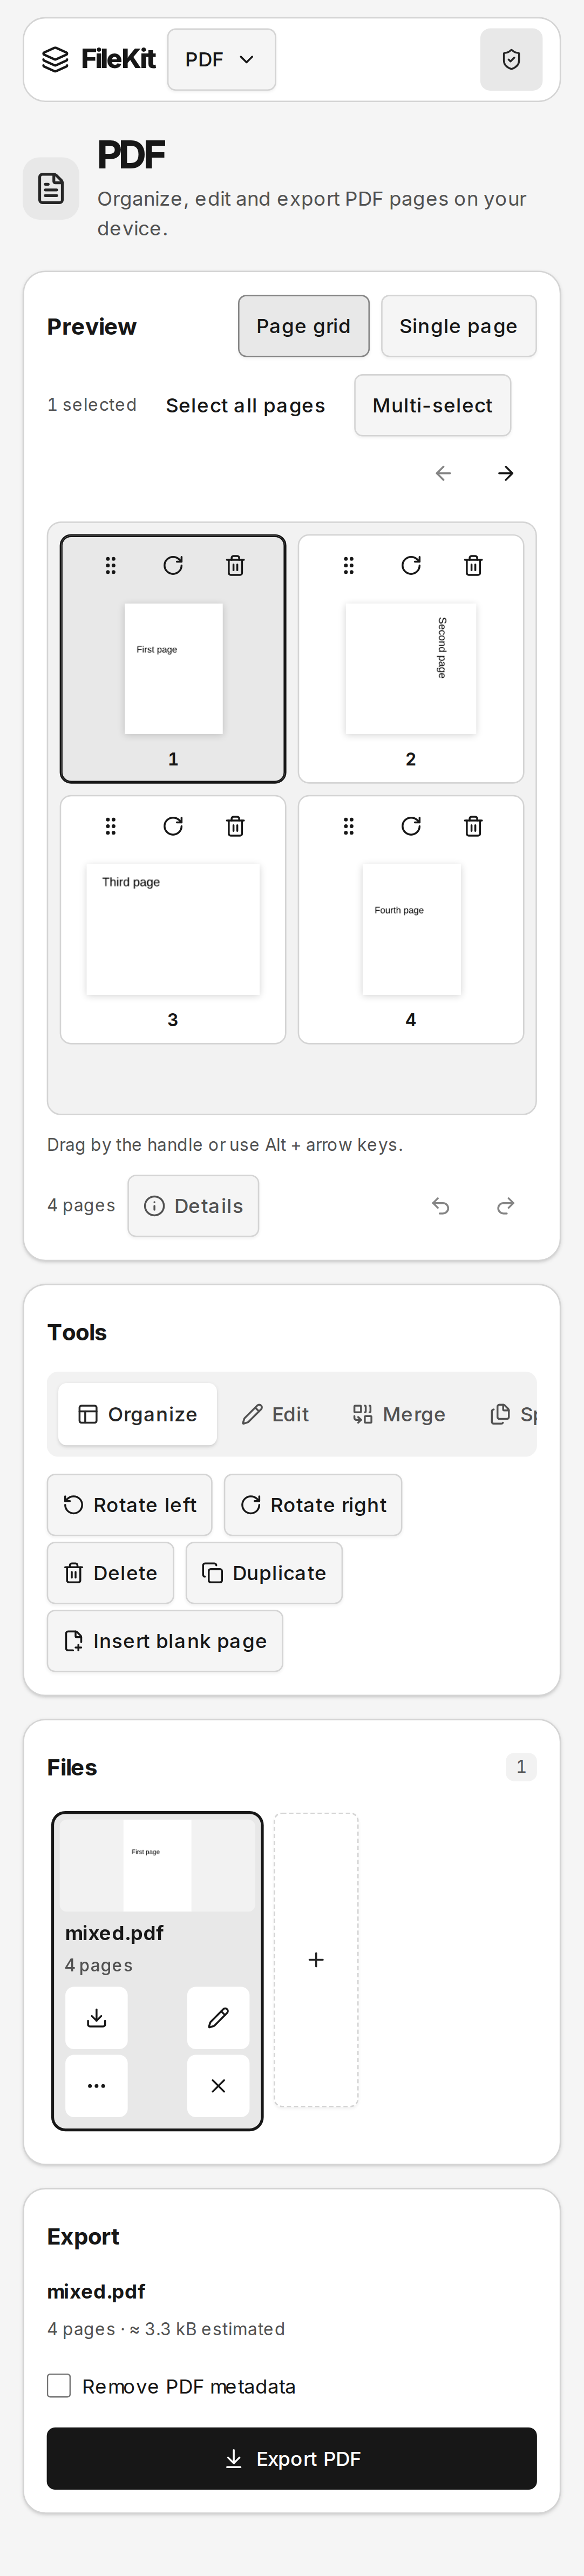 FileKit
PDF
PDF
Organize, edit and export PDF pages on your
device.
Preview
Page grid
Single page
1 selected
Select all pages
Multi-select
First page
1
Second page
2
Third page
3
Fourth page
4
Drag by the handle or use Alt + arrow keys.
4 pages
Details
Tools
Organize
Edit
Merge
Sp
Rotate left
Rotate right
Delete
Duplicate
Insert blank page
Files
1
First page
mixed.pdf
4 pages
Export
mixed.pdf
4 pages · ≈ 3.3 kB estimated
Remove PDF metadata
Export PDF